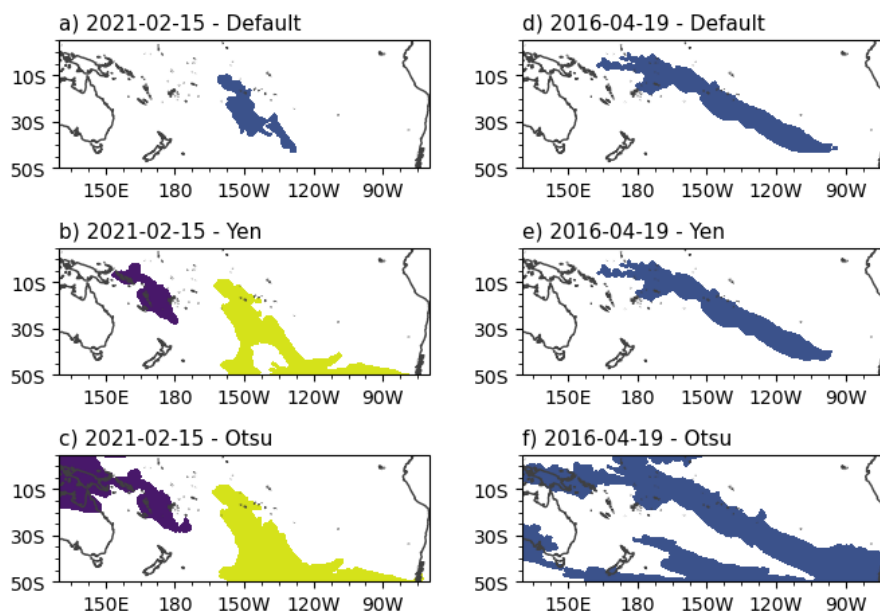 a) 2021-02-15 - Default
10S
30S
50S
150E 180 150W 120W 90W
d) 2016-04-19 - Default
10S
30S
50S
150E 180 150W 120W 90W
b) 2021-02-15 - Yen
10S
30S
50S
150E 180 150W 120W 90W
e) 2016-04-19 - Yen
10S
30S
50S
150E 180 150W 120W 90W
c) 2021-02-15 - Otsu
10S
30S
50S
150E 180 150W 120W 90W
f) 2016-04-19 - Otsu
10S
30S
50S
150E 180 150W 120W 90W